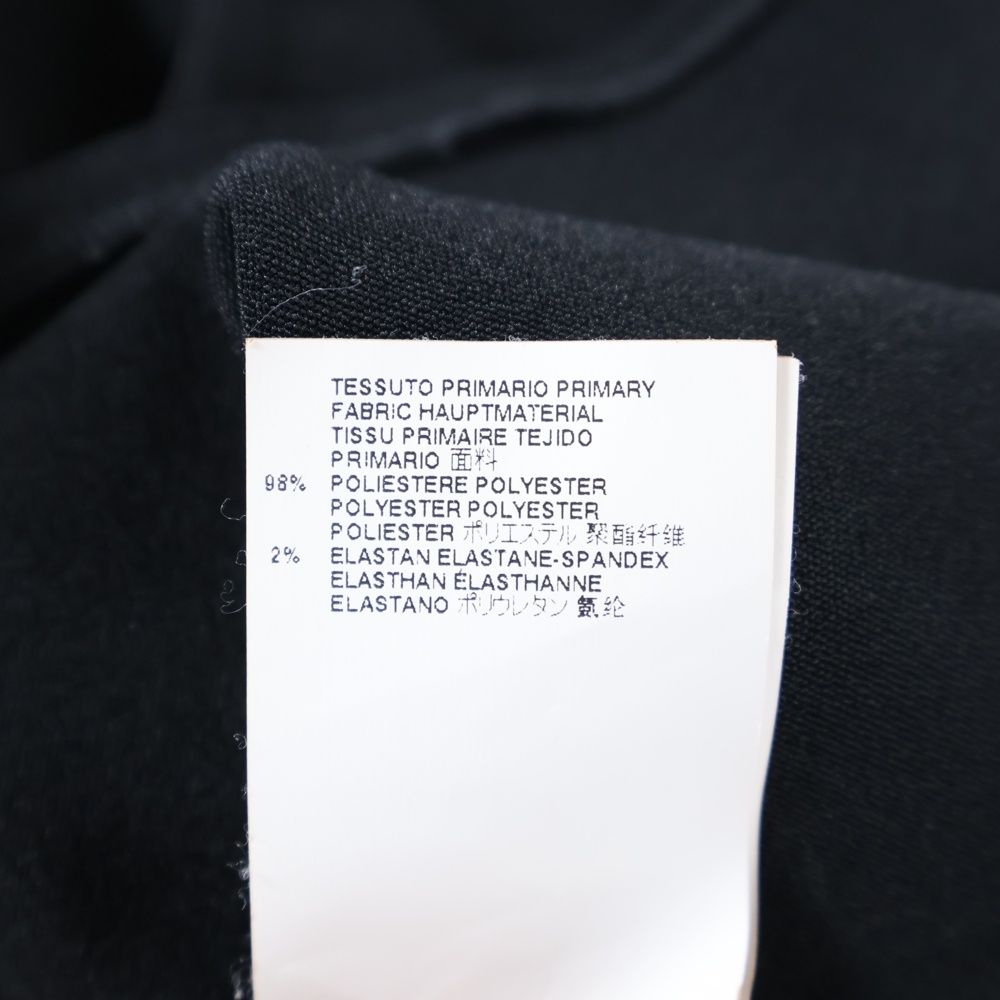 TESSUTO PRIMARIO PRIMARY
FABRIC HAUPTMATERIAL
TISSU PRIMAIRE TEJIDO
PRIMARIO 面料
98% POLIESTERE POLYESTER
POLYESTER POLYESTER
POLIESTER ポリエステル 聚酯纤维
2% ELASTAN ELASTANE-SPANDEX
ELASTHAN ÉLASTHANNE
ELASTANO ポリウレタン 氨纶